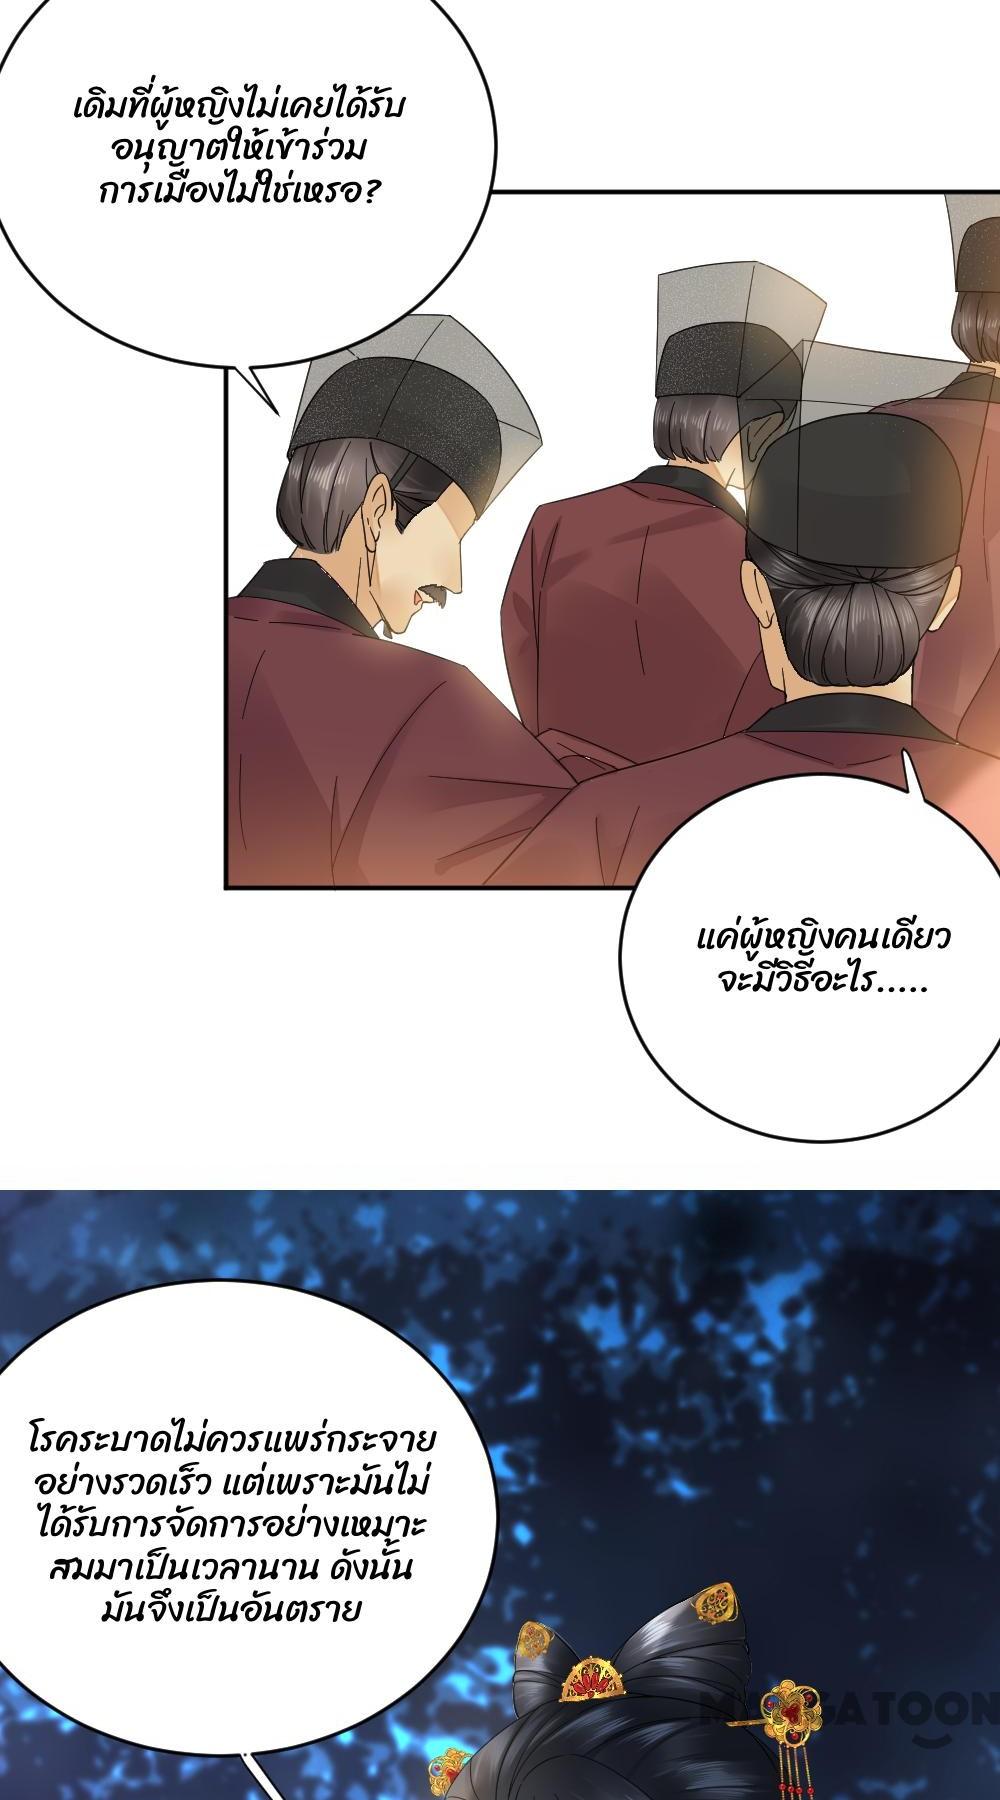 เดิมที่ผู้หญิงไม่เคยได้รับ
อนุญาตให้เข้าร่วม
การเมืองไม่ใช่เหรอ?
แค่ผู้หญิงคนเดียว
จะมีวิธีอะไร.....
โรคระบาดไม่ควรแพร่กระจาย
อย่างรวดเร็ว แต่เพราะมันไม่
ได้รับการจัดการอย่างเหมาะ
สมมาเป็นเวลานาน ดังนั้น
มันจึงเป็นอันตราย
MANGATOON